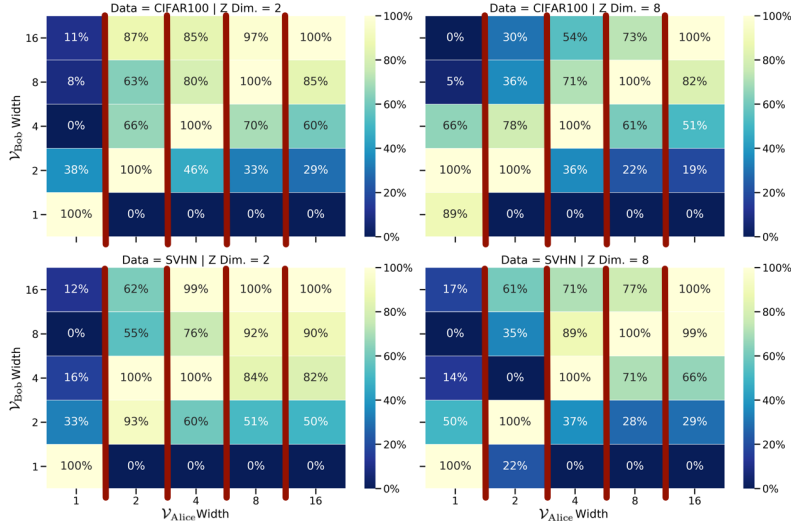 Data = CIFAR100 | Z Dim. = 2
16 11% 87% 85% 97% 100% 100%
8 8% 63% 80% 100% 85% 80%
4 0% 66% 100% 70% 60% 60%
2 38% 100% 46% 33% 29% 40%
1 100% 0% 0% 0% 0% 20%
0%
𝒱Bob Width
Data = CIFAR100 | Z Dim. = 8
0% 30% 54% 73% 100% 100%
5% 36% 71% 100% 82% 80%
66% 78% 100% 61% 51% 60%
100% 100% 36% 22% 19% 40%
89% 0% 0% 0% 0% 20%
0%
Data = SVHN | Z Dim. = 2
16 12% 62% 99% 100% 100% 100%
8 0% 55% 76% 92% 90% 80%
4 16% 100% 100% 84% 82% 60%
2 33% 93% 60% 51% 50% 40%
1 100% 0% 0% 0% 0% 20%
0%
1 2 4 8 16
𝒱Bob Width
𝒱Alice Width
Data = SVHN | Z Dim. = 8
17% 61% 71% 77% 100% 100%
0% 35% 89% 100% 99% 80%
14% 0% 100% 71% 66% 60%
50% 100% 37% 28% 29% 40%
100% 22% 0% 0% 0% 20%
0%
1 2 4 8 16
𝒱Alice Width